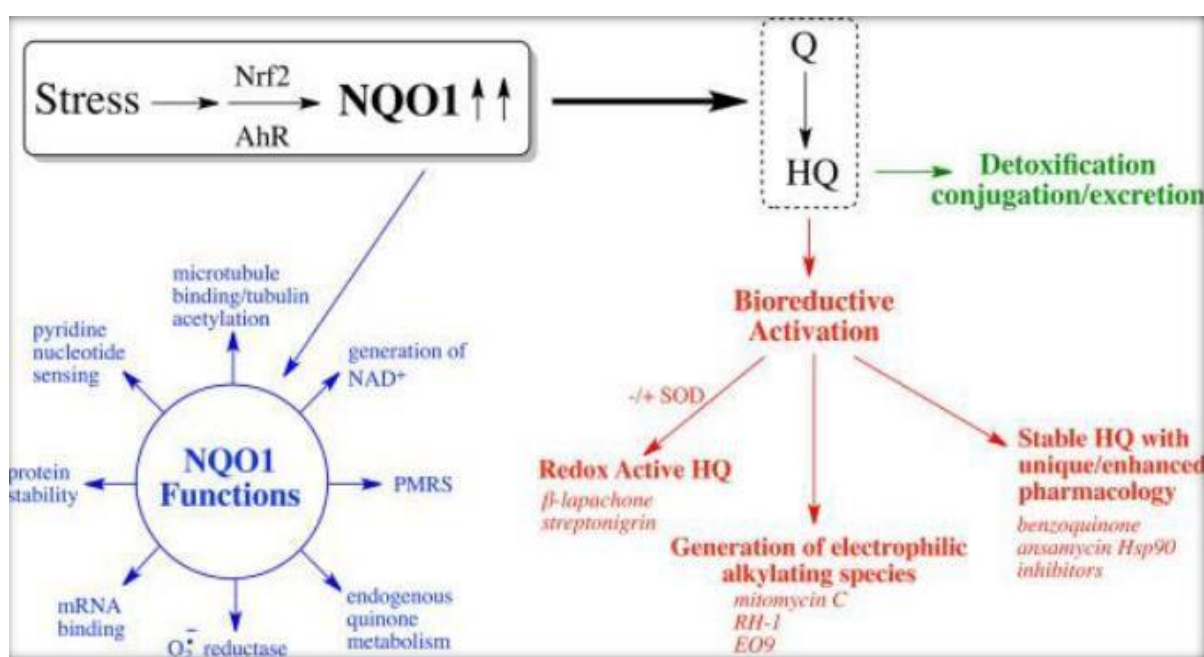 Stress
Nrf2
AhR
NQO1
Q
HQ
Detoxification
conjugation/excretion
Bioreductive
Activation
-/+ SOD
Redox Active HQ
β-lapachone
streptonigrin
Generation of electrophilic
alkylating species
mitomycin C
RH-1
EO9
Stable HQ with
unique/enhanced
pharmacology
benzoquinone
ansamycin Hsp90
inhibitors
NQO1
Functions
microtubule
binding/tubulin
acetylation
generation of
NAD⁺
PMRS
endogenous
quinone
metabolism
O₂•⁻ reductase
mRNA
binding
protein
stability
pyridine
nucleotide
sensing